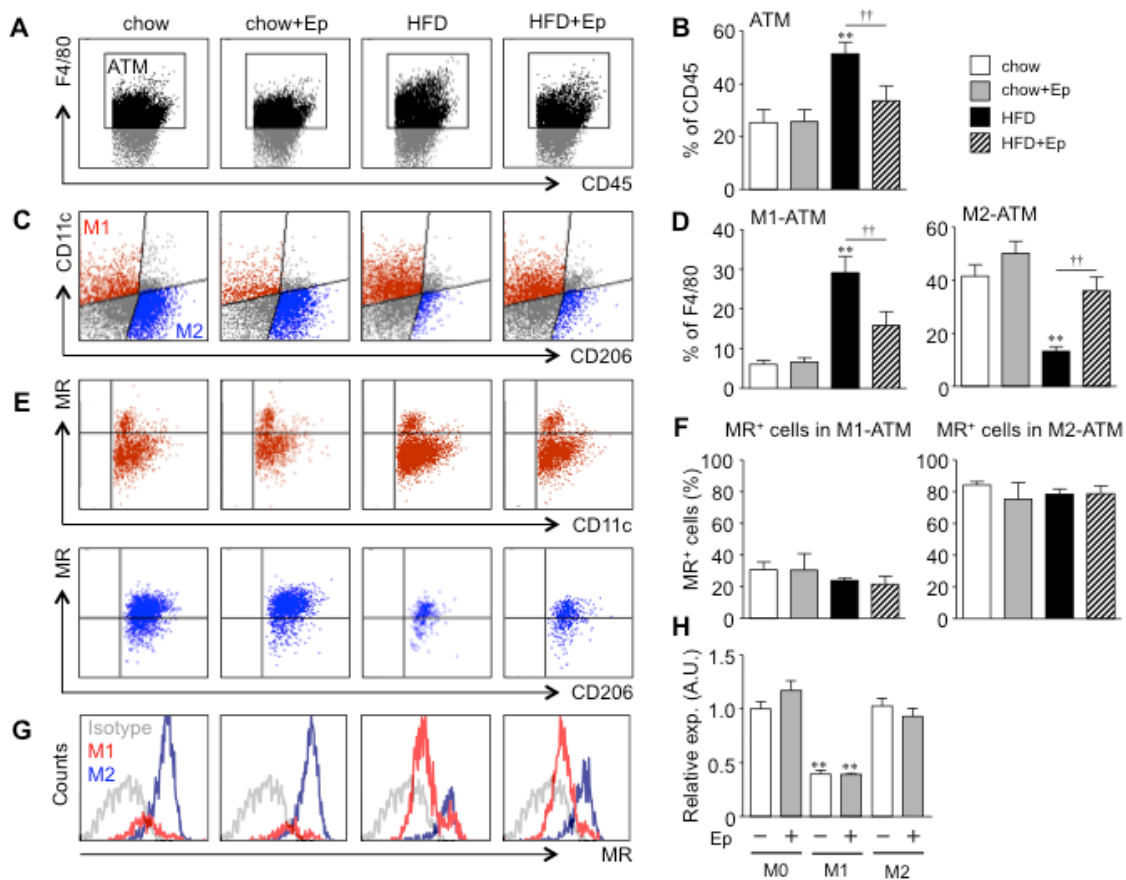 A
chow
chow+Ep
HFD
HFD+Ep
F4/80
ATM
CD45
B
ATM
% of CD45
60
40
20
0
**
††
chow
chow+Ep
HFD
HFD+Ep
C
CD11c
M1
M2
CD206
D
M1-ATM
% of F4/80
40
30
20
10
0
**
††
M2-ATM
60
40
20
0
**
††
E
MR
CD11c
MR
CD206
F
MR⁺ cells in M1-ATM
MR⁺ cells (%)
100
80
60
40
20
0
MR⁺ cells in M2-ATM
100
80
60
40
20
0
G
Counts
Isotype
M1
M2
MR
H
Relative exp. (A.U.)
1.5
1.0
0.5
0
** **
Ep − + − + − +
M0 M1 M2